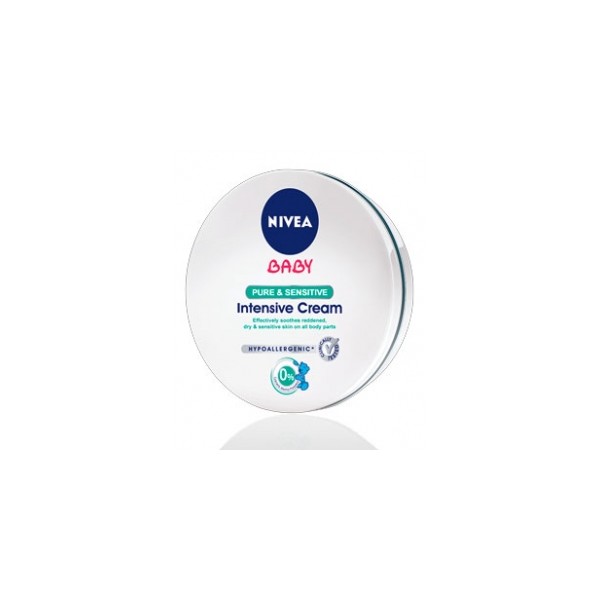 NIVEA
BABY
PURE & SENSITIVE
Intensive Cream
Effectively soothes reddened,
dry & sensitive skin on all body parts
HYPOALLERGENIC*
0%